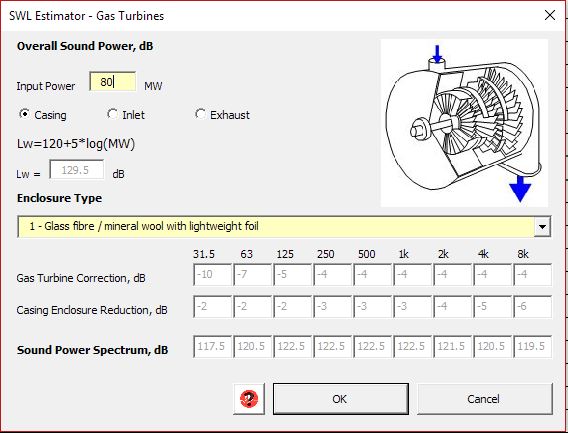 SWL Estimator - Gas Turbines
Overall Sound Power, dB
Input Power 80 MW
Casing Inlet Exhaust
Lw=120+5*log(MW)
Lw = 129.5 dB
Enclosure Type
1 - Glass fibre / mineral wool with lightweight foil
31.5 63 125 250 500 1k 2k 4k 8k
Gas Turbine Correction, dB -10 -7 -5 -4 -4 -4 -4 -4 -4
Casing Enclosure Reduction, dB -2 -2 -2 -3 -3 -3 -4 -5 -6
Sound Power Spectrum, dB 117.5 120.5 122.5 122.5 122.5 122.5 121.5 120.5 119.5
? OK Cancel